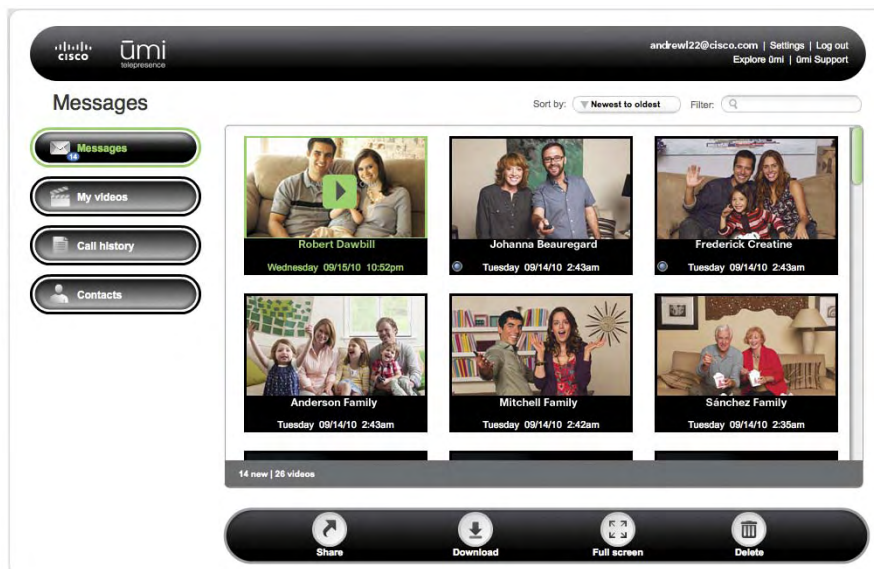 cisco
ūmi
telepresence
andrewl22@cisco.com | Settings | Log out
Explore ūmi | ūmi Support
Messages
Sort by: Newest to oldest Filter:
Messages
14
My videos
Call history
Contacts
Robert Dawbill
Wednesday 09/15/10 10:52pm
Johanna Beauregard
Tuesday 09/14/10 2:43am
Frederick Creatine
Tuesday 09/14/10 2:43am
Anderson Family
Tuesday 09/14/10 2:43am
Mitchell Family
Tuesday 09/14/10 2:42am
Sánchez Family
Tuesday 09/14/10 2:35am
14 new | 26 videos
Share
Download
Full screen
Delete